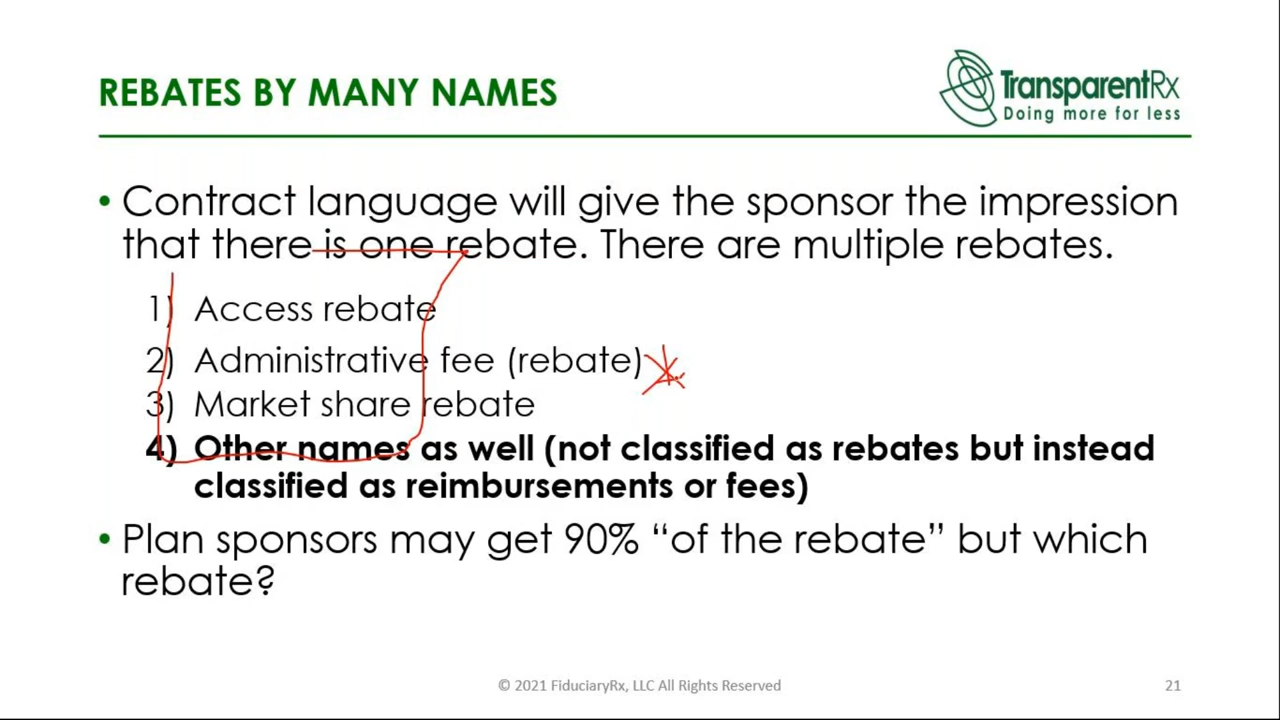 REBATES BY MANY NAMES
TransparentRx
Doing more for less
• Contract language will give the sponsor the impression
that there is one rebate. There are multiple rebates.
1) Access rebate
2) Administrative fee (rebate)
3) Market share rebate
4) Other names as well (not classified as rebates but instead
classified as reimbursements or fees)
• Plan sponsors may get 90% “of the rebate” but which
rebate?
© 2021 FiduciaryRx, LLC All Rights Reserved
21